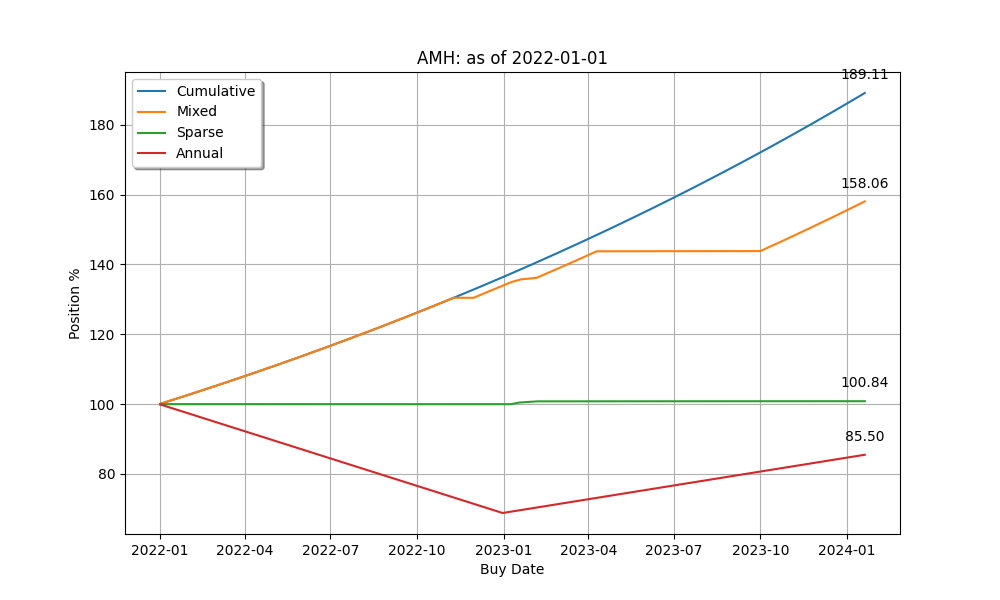 AMH: as of 2022-01-01
189.11
Cumulative
Mixed
Sparse
Annual
180
158.06
160
140
120
100.84
100
85.50
80
Position %
2022-01 2022-04 2022-07 2022-10 2023-01 2023-04 2023-07 2023-10 2024-01
Buy Date